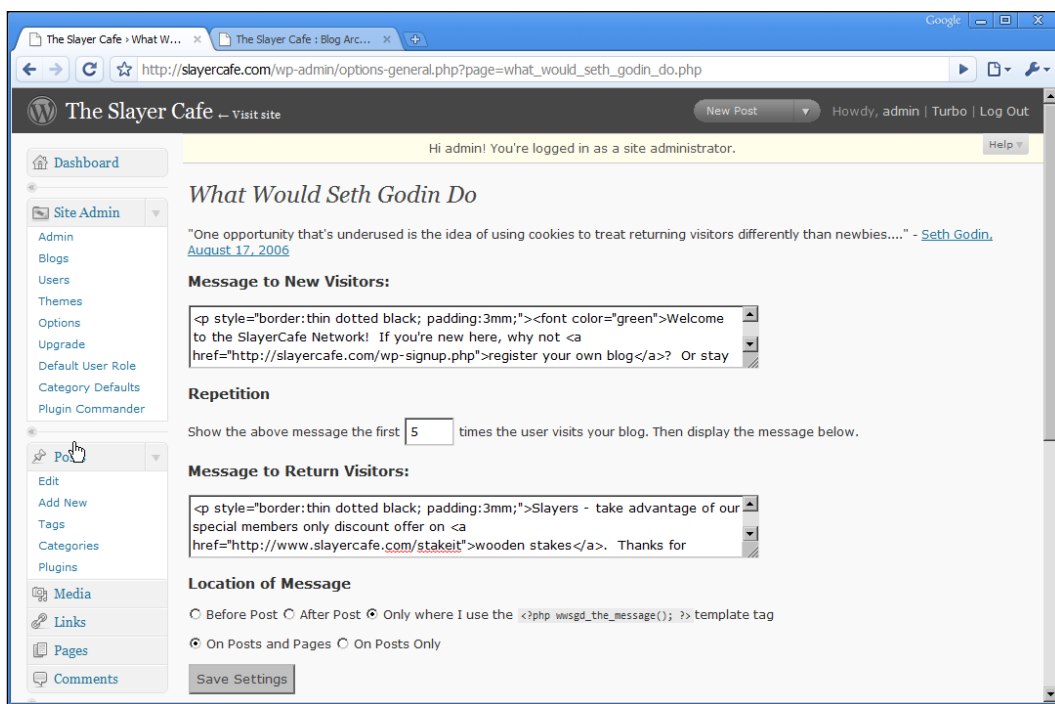 Google
The Slayer Cafe › What W...
The Slayer Cafe : Blog Arc...
http://slayercafe.com/wp-admin/options-general.php?page=what_would_seth_godin_do.php
The Slayer Cafe ← Visit site
New Post
Howdy, admin | Turbo | Log Out
Hi admin! You're logged in as a site administrator.
Help
Dashboard
Site Admin
Admin
Blogs
Users
Themes
Options
Upgrade
Default User Role
Category Defaults
Plugin Commander
Edit
Add New
Tags
Categories
Plugins
Media
Links
Pages
Comments
What Would Seth Godin Do
"One opportunity that's underused is the idea of using cookies to treat returning visitors differently than newbies...." - Seth Godin,
August 17, 2006
Message to New Visitors:
<p style="border:thin dotted black; padding:3mm;"><font color="green">Welcome
to the SlayerCafe Network!  If you're new here, why not <a
href="http://slayercafe.com/wp-signup.php">register your own blog</a>?  Or stay
Repetition
Show the above message the first 5 times the user visits your blog. Then display the message below.
Message to Return Visitors:
<p style="border:thin dotted black; padding:3mm;">Slayers - take advantage of our
special members only discount offer on <a
href="http://www.slayercafe.com/stakeit">wooden stakes</a>.  Thanks for
Location of Message
Before Post After Post Only where I use the <?php wwsgd_the_message(); ?> template tag
On Posts and Pages On Posts Only
Save Settings